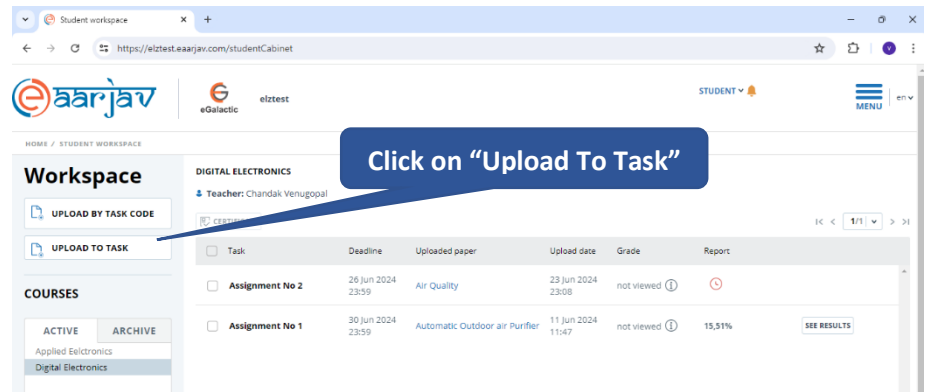 Student workspace
https://elztest.eaarjav.com/studentCabinet
eaarjav
eGalactic
elztest
STUDENT
MENU
en
HOME / STUDENT WORKSPACE
Click on “Upload To Task”
Workspace
UPLOAD BY TASK CODE
UPLOAD TO TASK
COURSES
ACTIVE ARCHIVE
Applied Eelctronics
Digital Electronics
DIGITAL ELECTRONICS
Teacher: Chandak Venugopal
1/1
Task Deadline Uploaded paper Upload date Grade Report
Assignment No 2 26 Jun 2024 23:59 Air Quality 23 Jun 2024 23:08 not viewed
Assignment No 1 30 Jun 2024 23:59 Automatic Outdoor air Purifier 11 Jun 2024 11:47 not viewed 15,51% SEE RESULTS